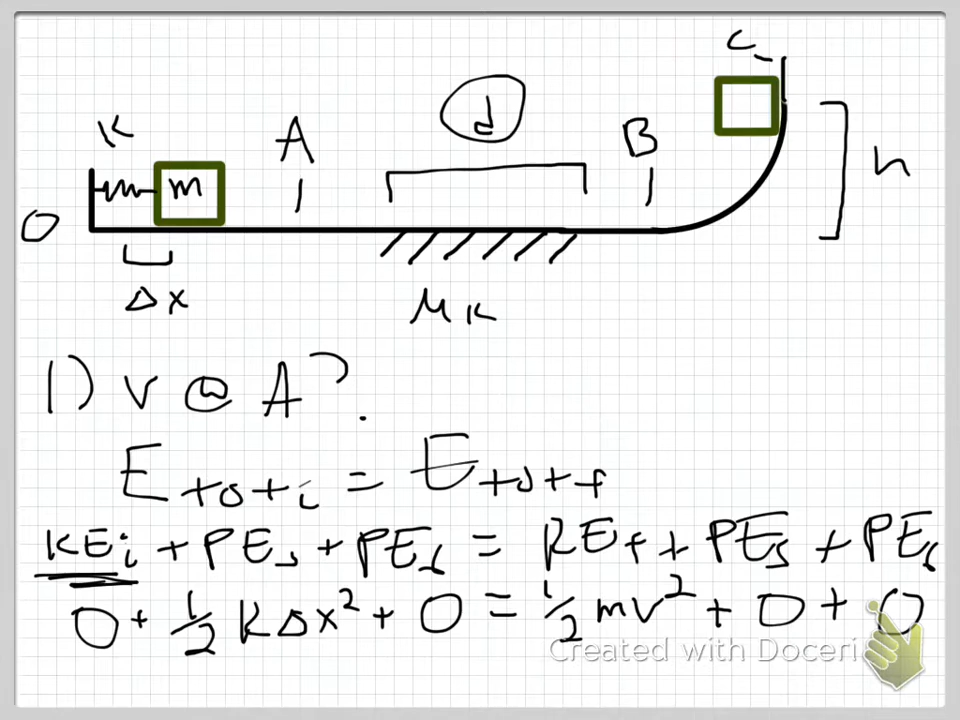 C
K A d B
m h
O
Δx μK
1) V @ A?
Etot i = Etot f
KEi + PEs + PEG = KEf + PEs + PEG
0 + 1/2 KΔx² + 0 = 1/2 mv² + 0 + 0
Created with Doceri